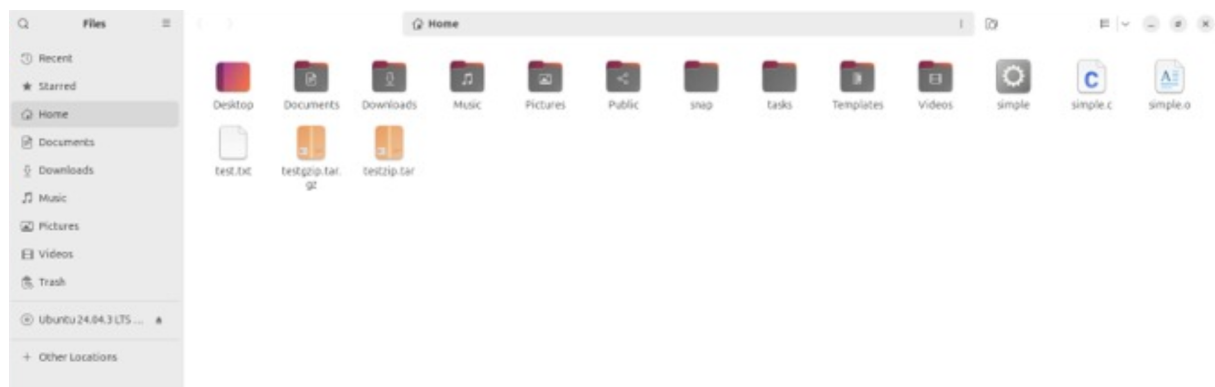 Files
Home
Recent
Starred
Home
Documents
Downloads
Music
Pictures
Videos
Trash
Ubuntu 24.04.3 LTS ...
+ Other Locations
Desktop
Documents
Downloads
Music
Pictures
Public
snap
tasks
Templates
Videos
simple
simple.c
simple.o
test.txt
testgzip.tar.
gz
testzip.tar